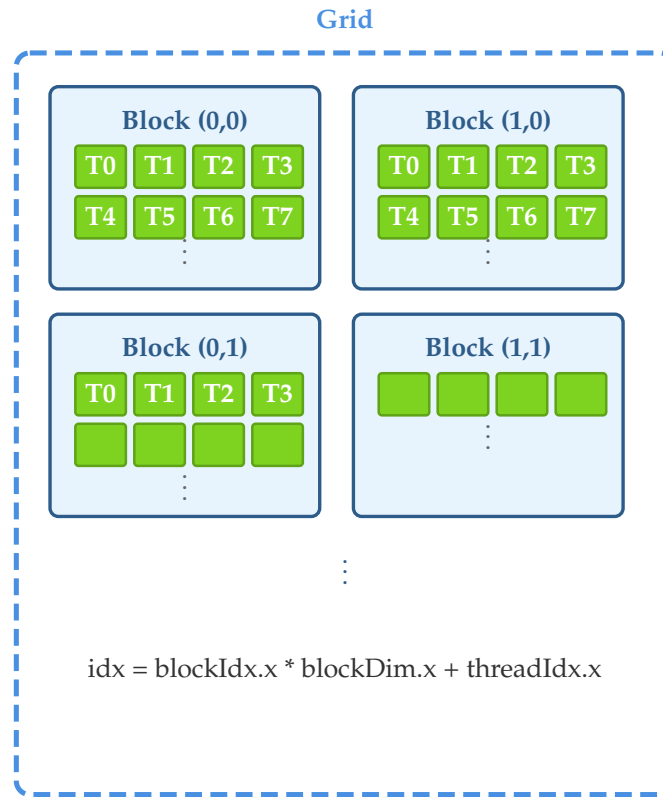 Grid
Block (0,0)
T0 T1 T2 T3
T4 T5 T6 T7
⋮
Block (1,0)
T0 T1 T2 T3
T4 T5 T6 T7
⋮
Block (0,1)
T0 T1 T2 T3
⋮
Block (1,1)
⋮
⋮
idx = blockIdx.x * blockDim.x + threadIdx.x